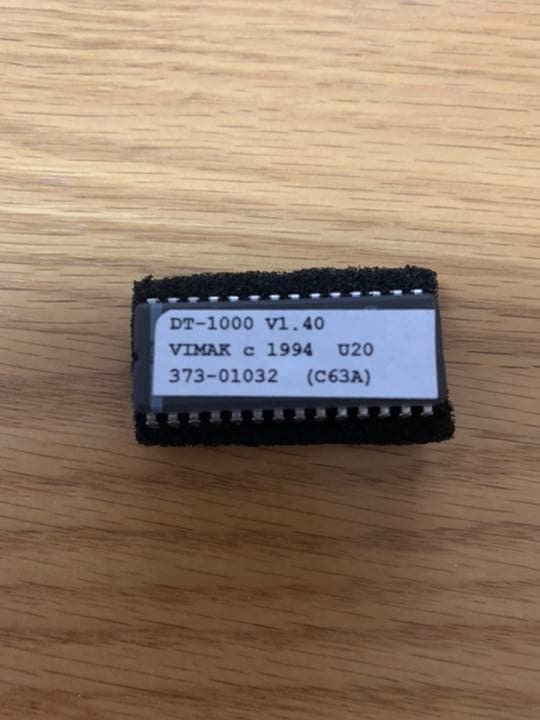 DT-1000 V1.40
VIMAK c 1994 U20
373-01032 (C63A)